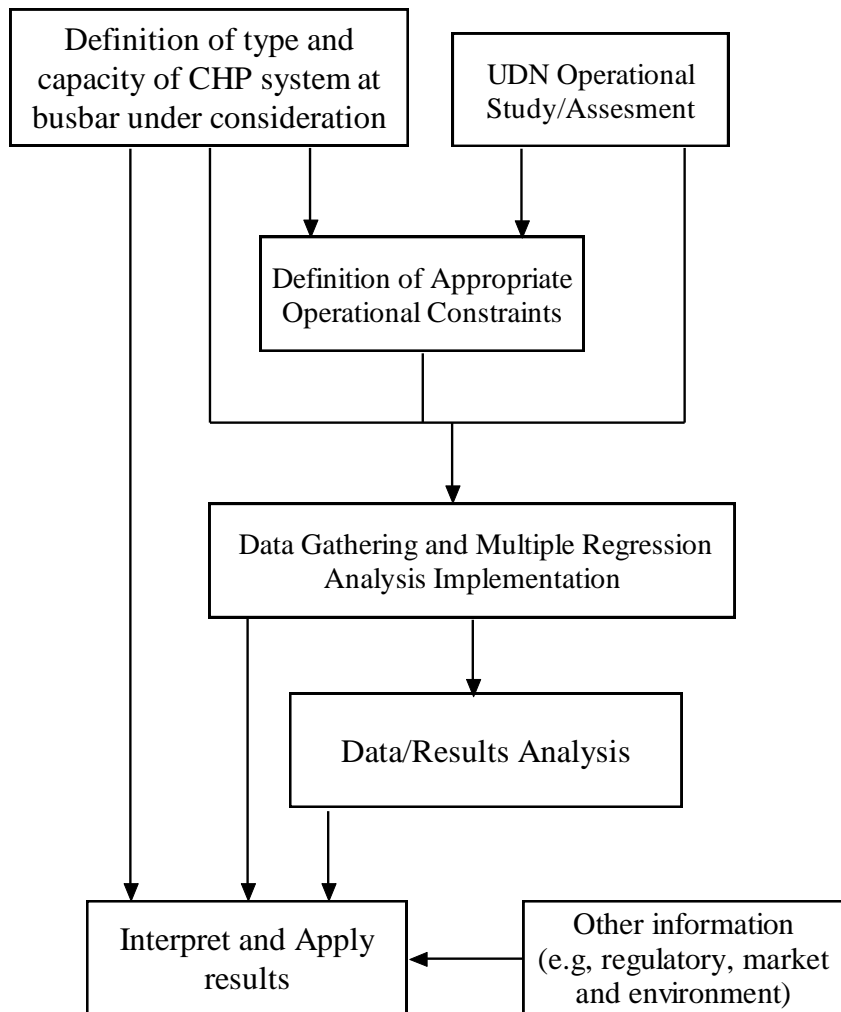 Definition of type and
capacity of CHP system at
busbar under consideration
UDN Operational
Study/Assesment
Definition of Appropriate
Operational Constraints
Data Gathering and Multiple Regression
Analysis Implementation
Data/Results Analysis
Interpret and Apply
results
Other information
(e.g, regulatory, market
and environment)